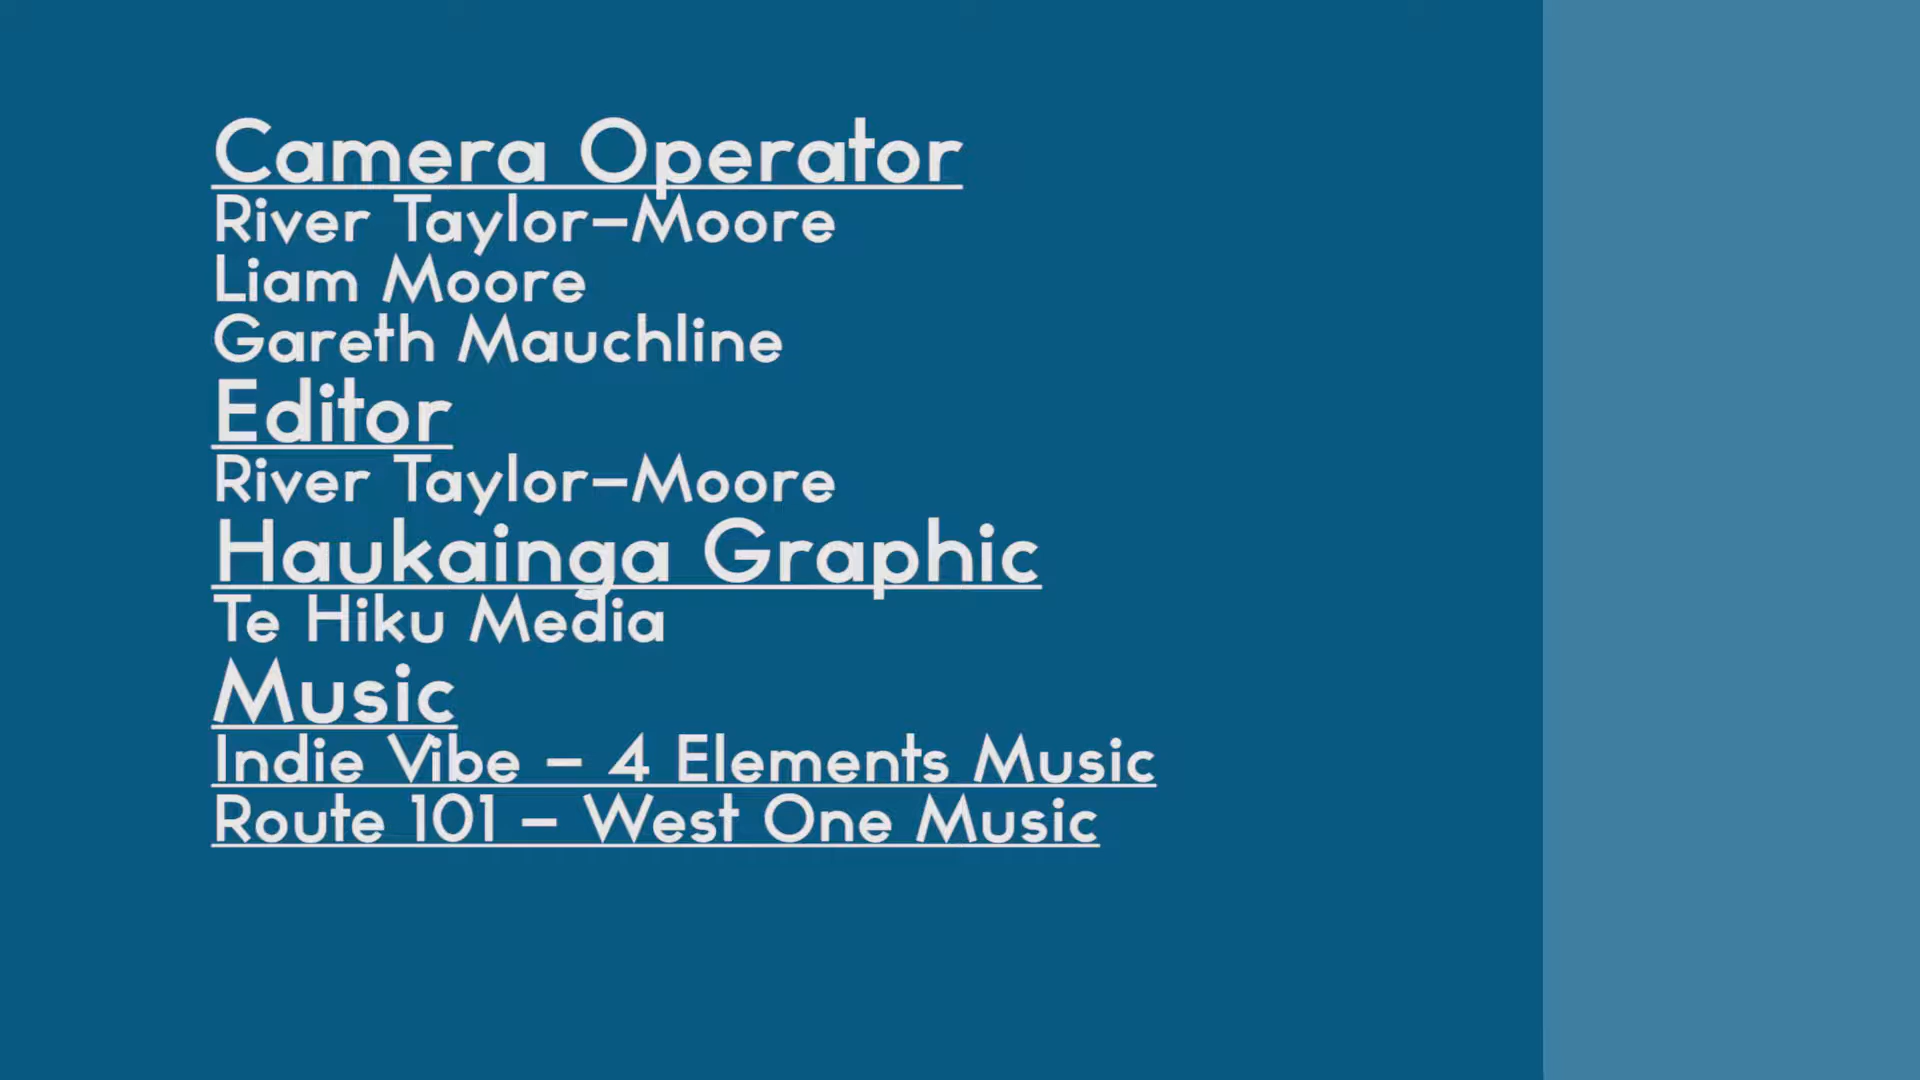 Camera Operator
River Taylor-Moore
Liam Moore
Gareth Mauchline
Editor
River Taylor-Moore
Haukainga Graphic
Te Hiku Media
Music
Indie Vibe - 4 Elements Music
Route 101 - West One Music